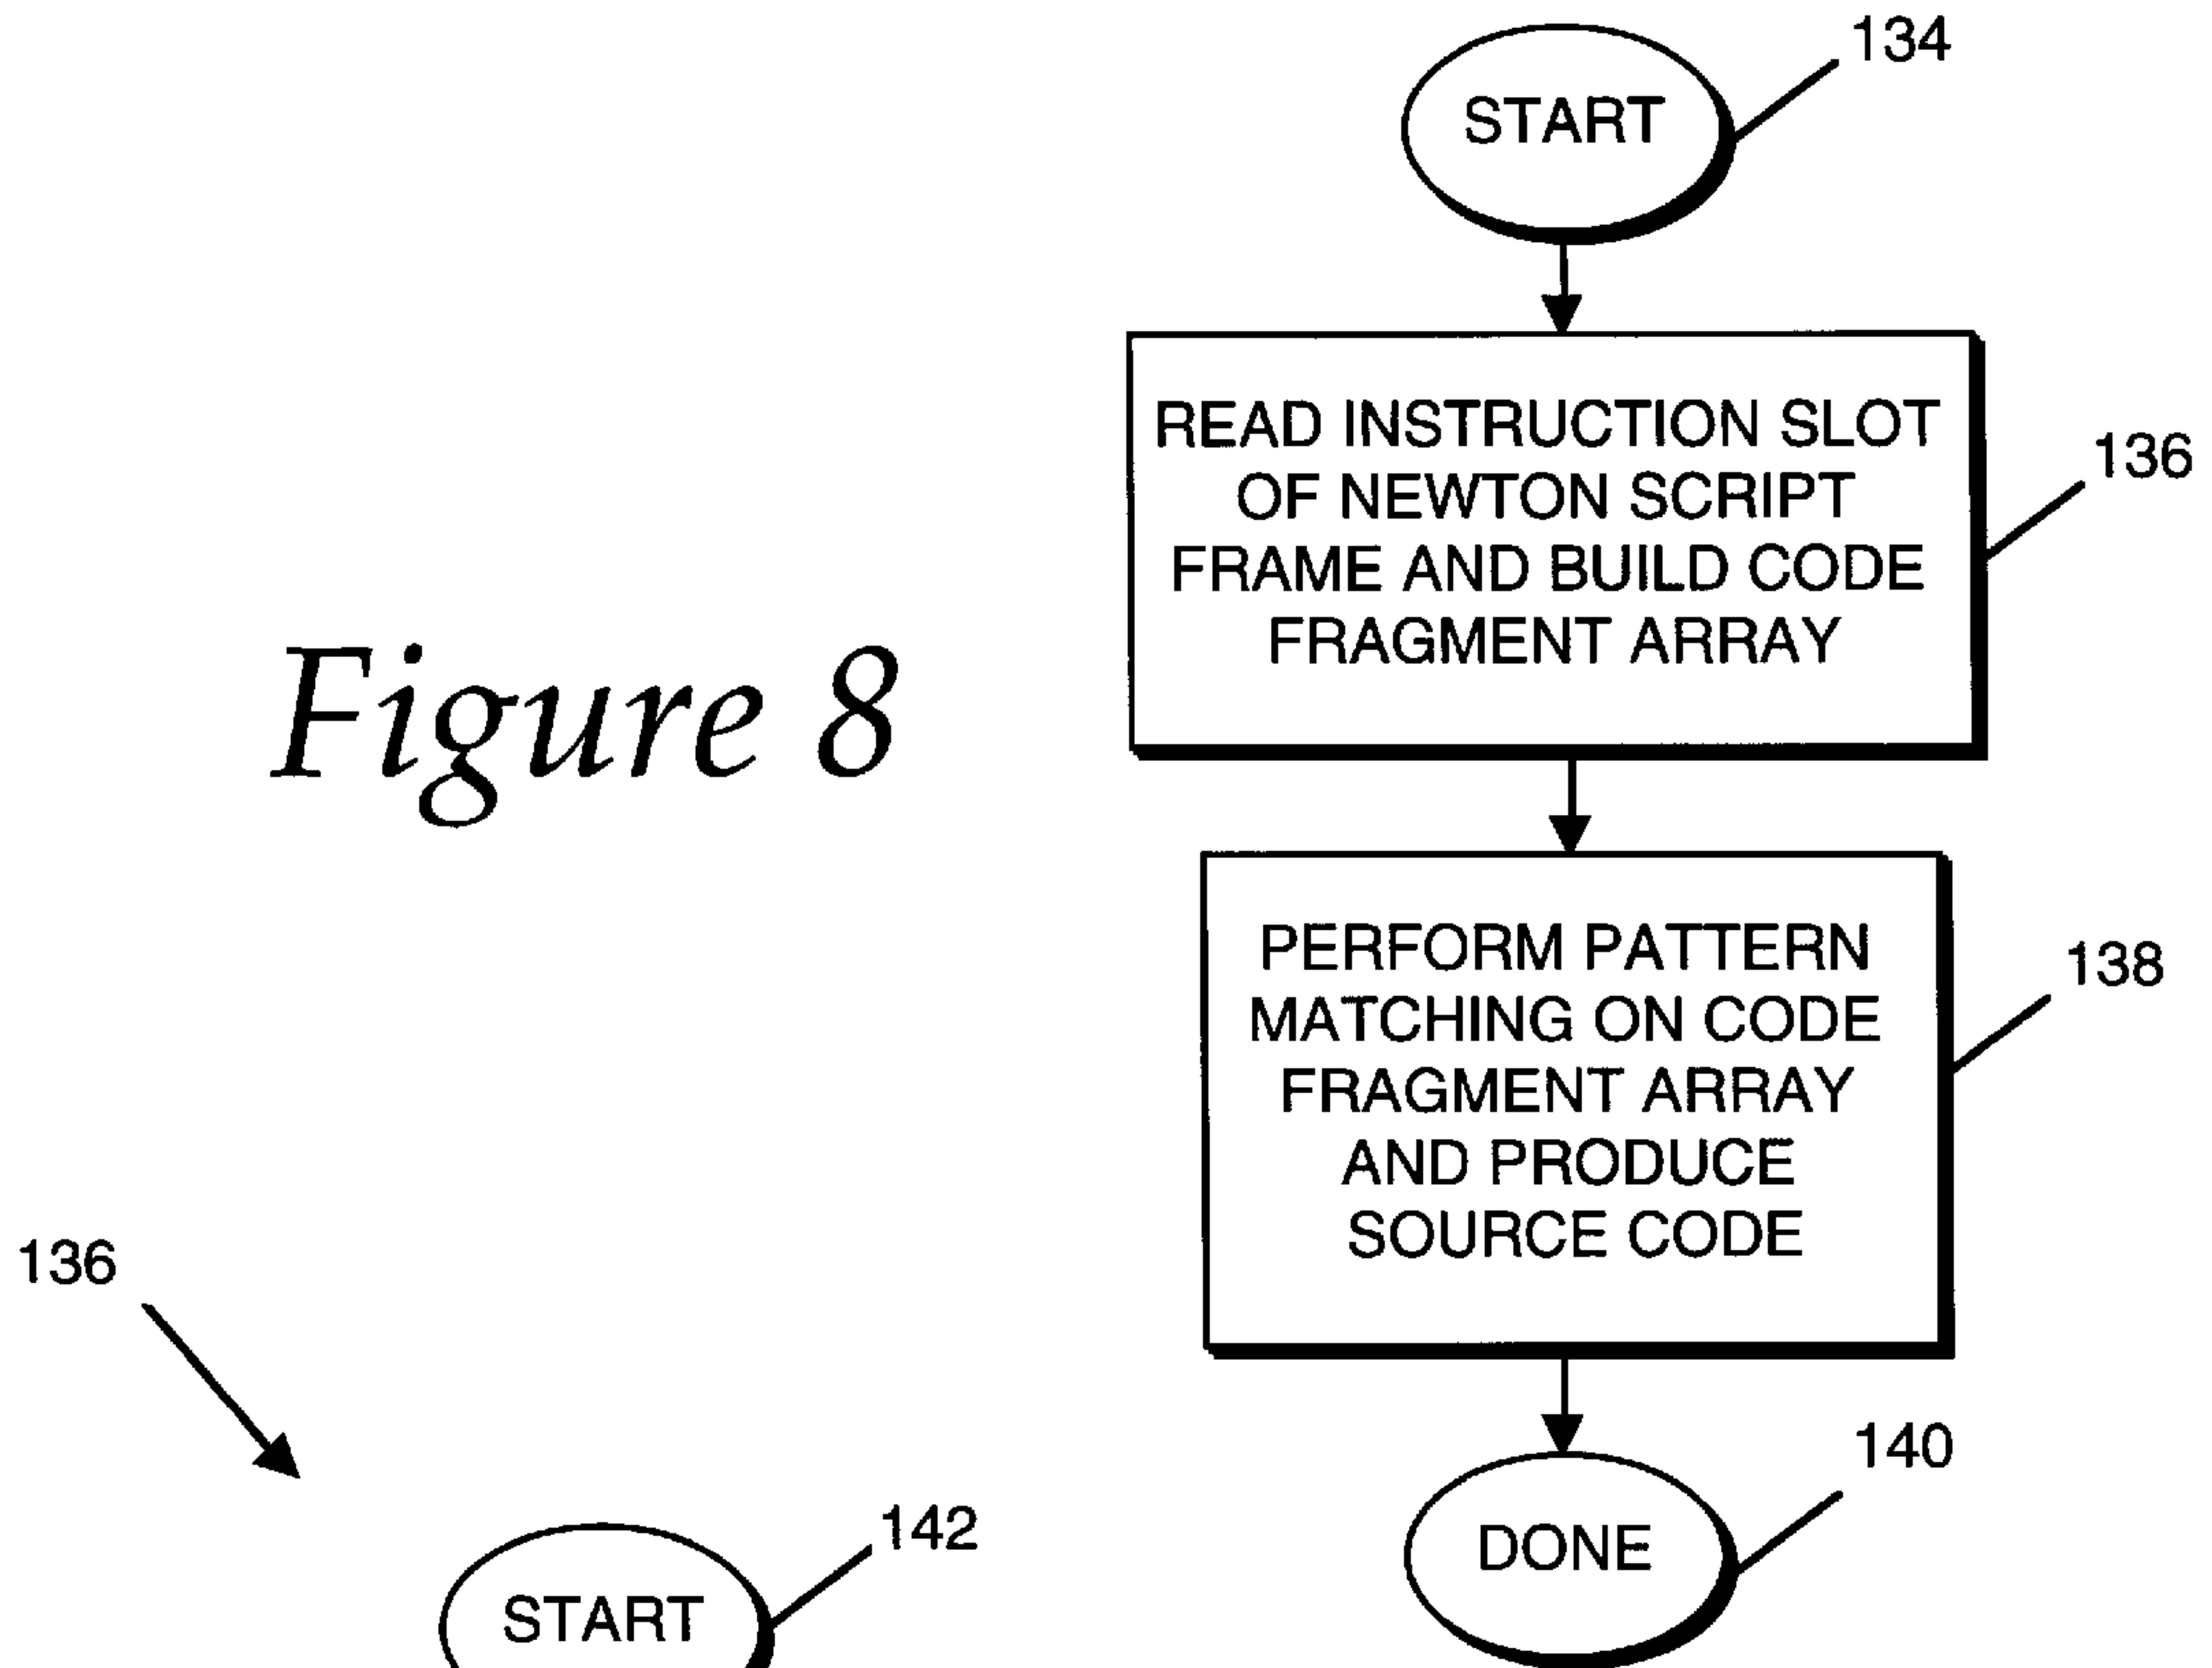 134
START
READ INSTRUCTION SLOT
OF NEWTON SCRIPT
FRAME AND BUILD CODE
FRAGMENT ARRAY
136
Figure 8
PERFORM PATTERN
MATCHING ON CODE
FRAGMENT ARRAY
AND PRODUCE
SOURCE CODE
138
140
DONE
136
142
START